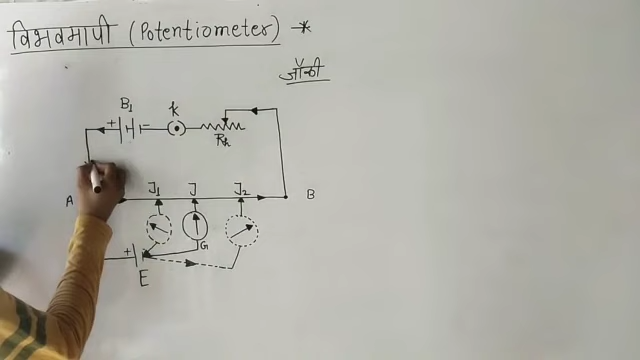 विभवमापी (Potentiometer) *
जॉकी
B₁ K
+ -
Rh
A J₁ J J₂ B
G
+
E